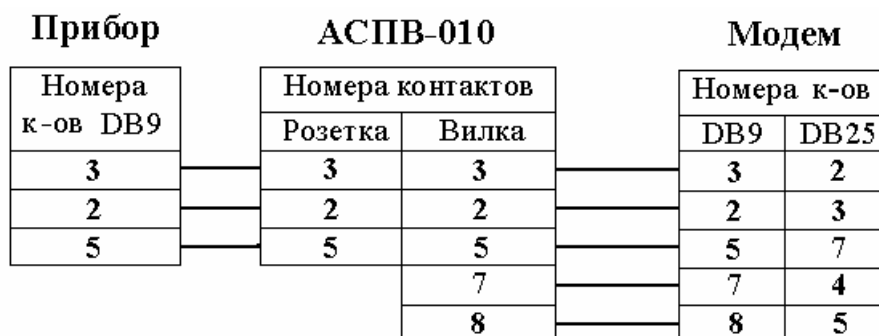 Прибор АСПВ-010 Модем
Номера Номера контактов Номера к-ов
к-ов DB9 Розетка Вилка DB9 DB25
3 3 3 3 2
2 2 2 2 3
5 5 5 5 7
7 7 4
8 8 5